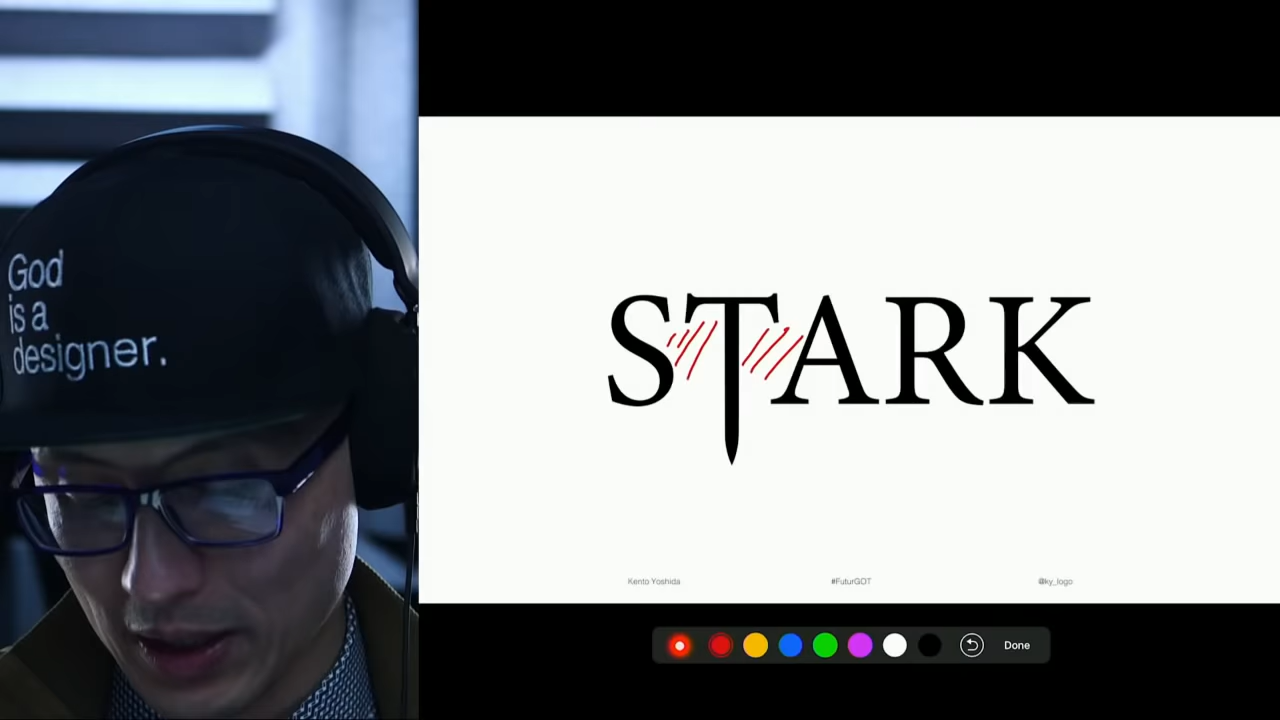 God
is a
designer.
STARK
Kento Yoshida #FuturGOT @ky_logo
Done